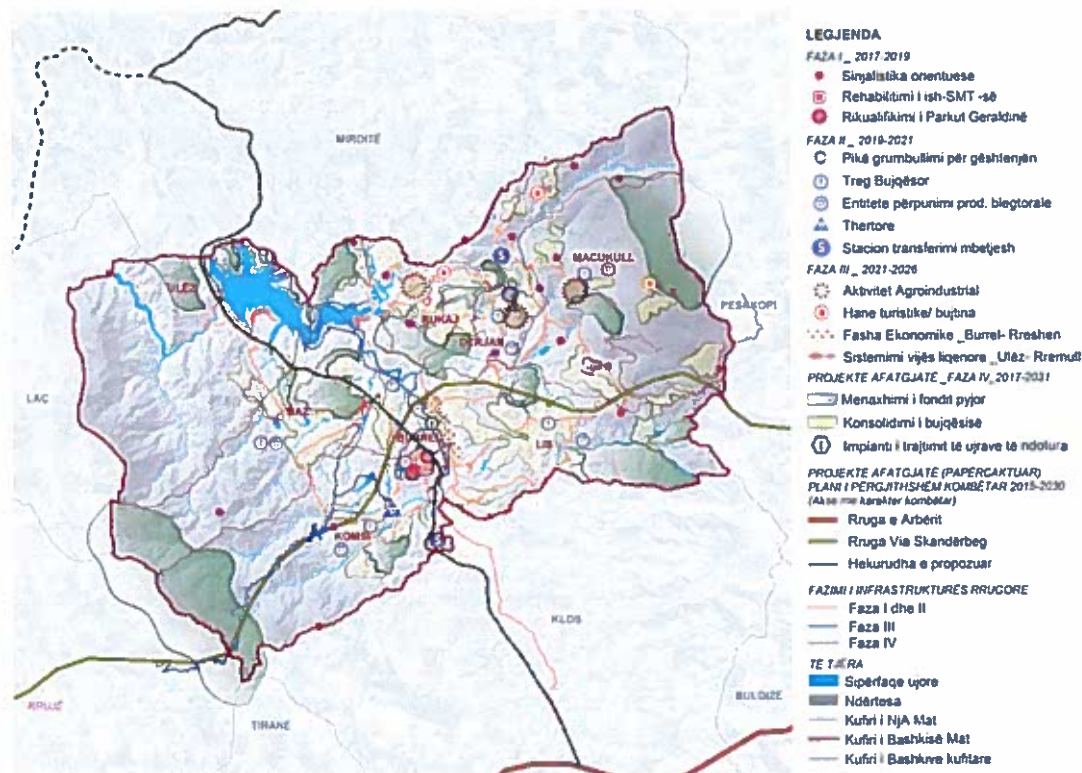 MIRDITË
ULËZ
MACUKULL
RUKAJ
DERJAN
LAÇ
BAZ
LIS
BURREL
KOMSI
KLOS
TIRANË
LEGJENDA
FAZA I _ 2017-2019
Sinjalistika orientuese
Rehabilitimi i ish-SMT -së
Rikualifikimi i Parkut Geraldinë
FAZA II _ 2019-2021
Pikë grumbullimi për gështenjën
Treg Bujqësor
Entitete përpunimi prod. blegtorale
Thertore
Stacion transferimi mbetjesh
FAZA III _ 2021-2026
Aktivitet Agroindustrial
Hane turistike/ bujtina
Fasha Ekonomike _Burrel- Rreshen
Sistemimi vijës liqenore _Ulëz- Rremull
PROJEKTE AFATGJATË _FAZA IV_2017-2031
Menaxhimi i fondit pyjor
Konsolidimi i bujqësisë
Impianti i trajtimit të ujrave të ndotura
PROJEKTE AFATGJATË (PAPËRCAKTUAR)
PLANI I PËRGJITHSHËM KOMBËTAR 2015-2030
(Akse me karakter kombëtar)
Rruga e Arbërit
Rruga Via Skandërbeg
Hekurudha e propozuar
FAZIMI I INFRASTRUKTURËS RRUGORE
Faza I dhe II
Faza III
Faza IV
TË TJERA
Sipërfaqe ujore
Ndërtesa
Kufiri i NjA Mat
Kufiri i Bashkisë Mat
Kufiri i Bashkive kufitare